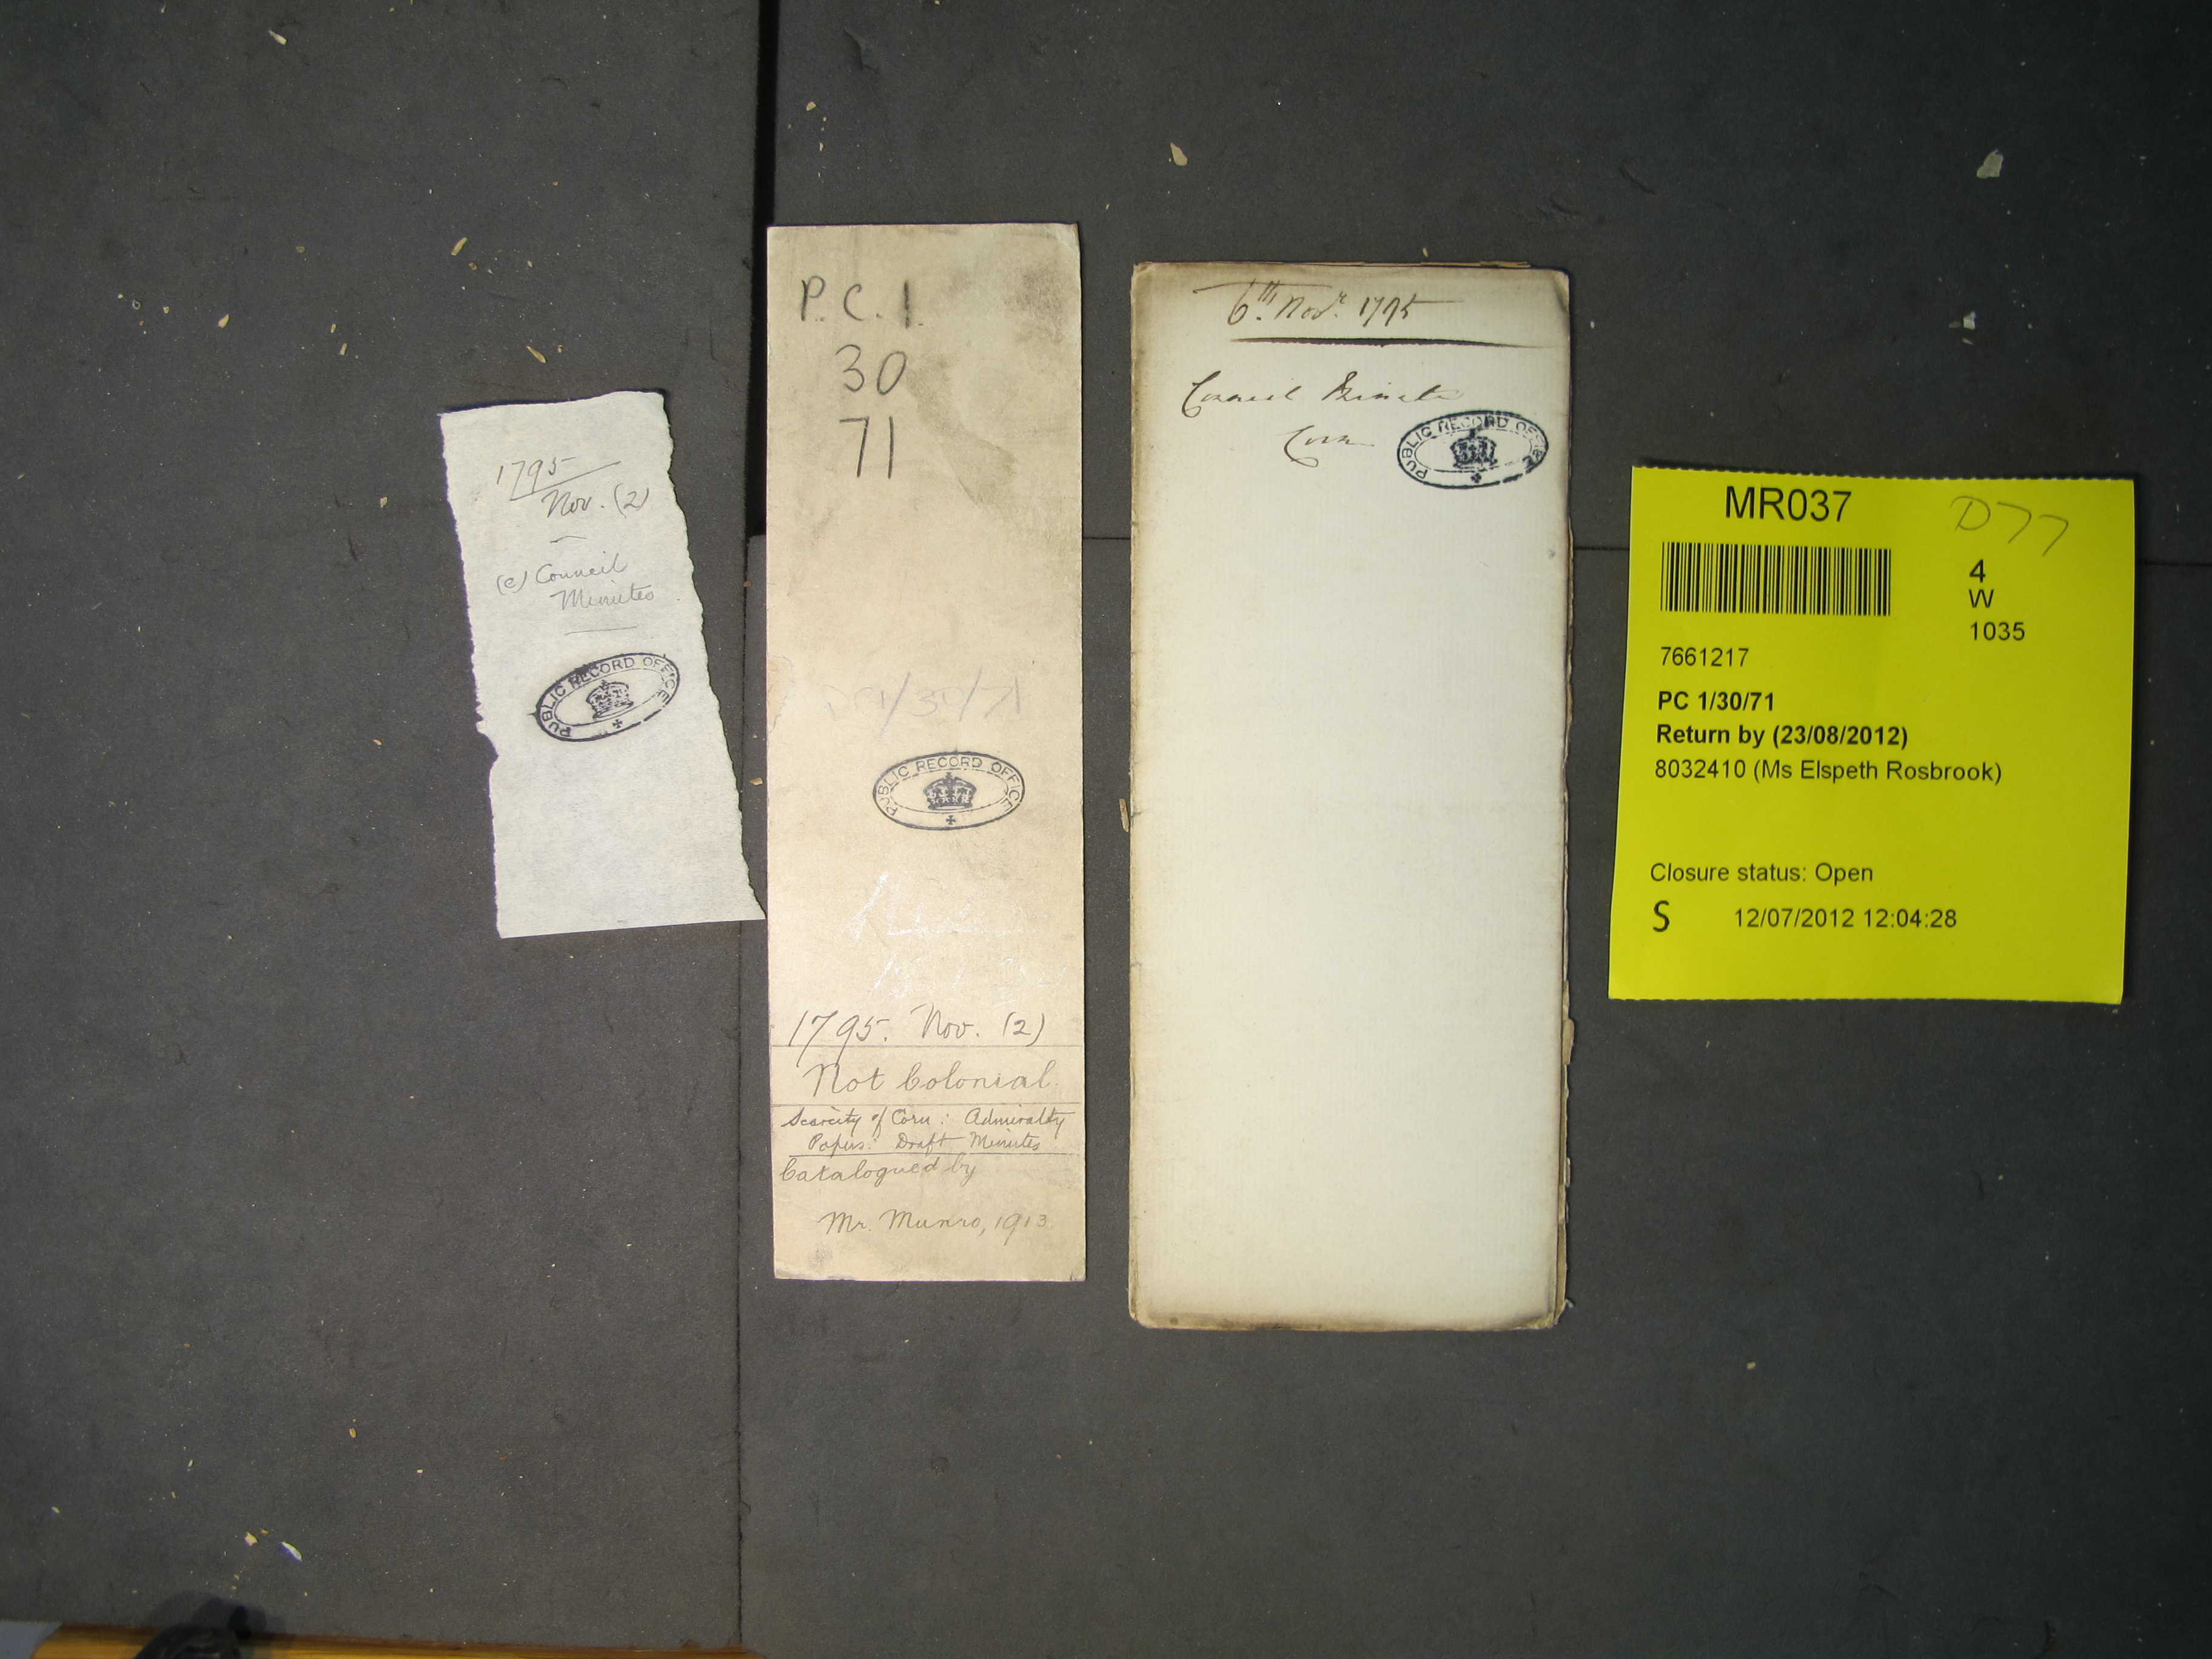 1795
Nov. (2)
(e) Council
Minutes
PUBLIC RECORD OFFICE
P.C.1.
30
71
PC1/30/71
PUBLIC RECORD OFFICE
1795. Nov. (2)
Not Colonial
Scarcity of Corn: Admiralty
Papers: Draft Minutes
Catalogued by
Mr. Munro, 1913
6th Novr. 1795
Council Minute
Corn
PUBLIC RECORD OFFICE
MR037
D77
4
W
1035
7661217
PC 1/30/71
Return by (23/08/2012)
8032410 (Ms Elspeth Rosbrook)
Closure status: Open
S 12/07/2012 12:04:28